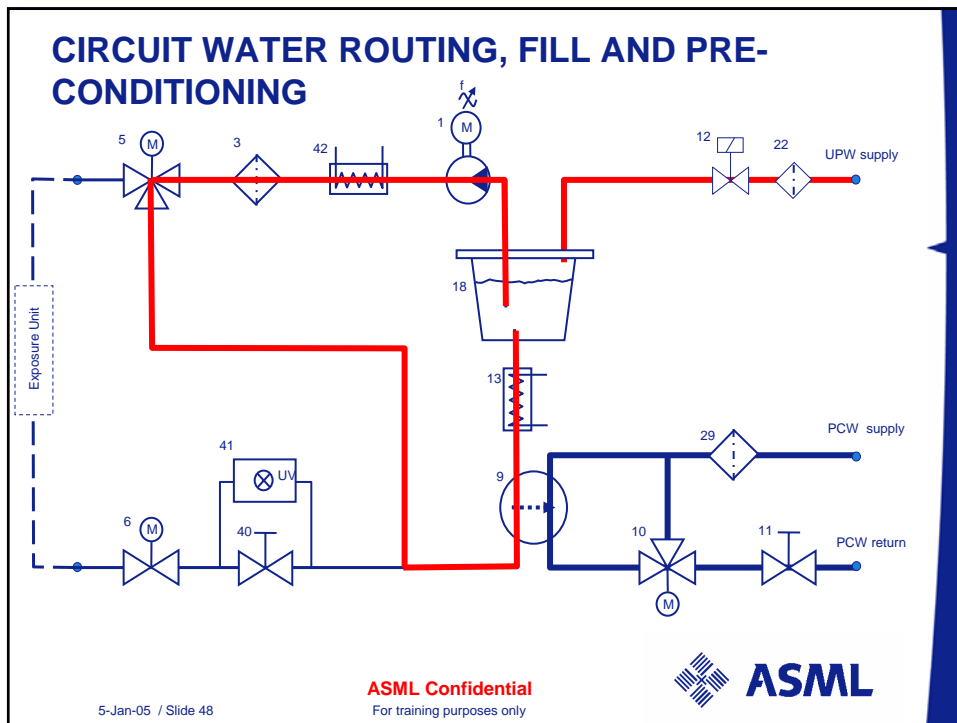 CIRCUIT WATER ROUTING, FILL AND PRE-
CONDITIONING
f
5
M
3
42
1
M
12
22
UPW supply
18
Exposure Unit
13
29
PCW supply
41
UV
9
6
M
40
10
M
11
PCW return
ASML Confidential
For training purposes only
5-Jan-05 / Slide 48
ASML